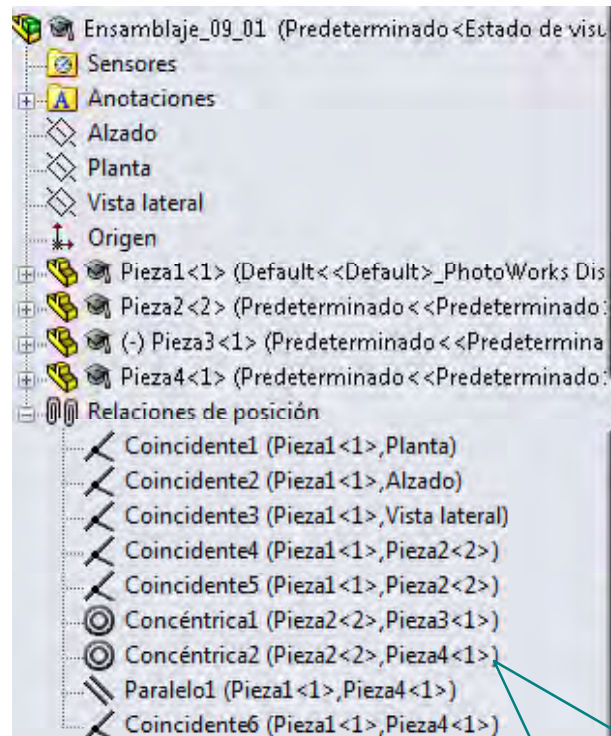 Ensamblaje_09_01 (Predeterminado<Estado de visu
Sensores
A Anotaciones
Alzado
Planta
Vista lateral
Origen
Pieza1<1> (Default<<Default>_PhotoWorks Dis
Pieza2<2> (Predeterminado<<Predeterminado
(-) Pieza3<1> (Predeterminado<<Predetermina
Pieza4<1> (Predeterminado<<Predeterminado
Relaciones de posición
Coincidente1 (Pieza1<1>,Planta)
Coincidente2 (Pieza1<1>,Alzado)
Coincidente3 (Pieza1<1>,Vista lateral)
Coincidente4 (Pieza1<1>,Pieza2<2>)
Coincidente5 (Pieza1<1>,Pieza2<2>)
Concéntrica1 (Pieza2<2>,Pieza3<1>)
Concéntrica2 (Pieza2<2>,Pieza4<1>)
Paralelo1 (Pieza1<1>,Pieza4<1>)
Coincidente6 (Pieza1<1>,Pieza4<1>)